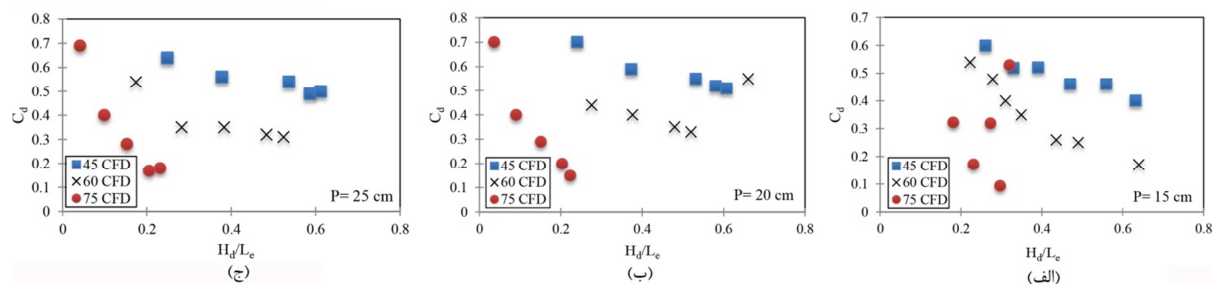 0.8
0.7
0.6
0.5
0.4
0.3
0.2
0.1
0
C_d
45 CFD
60 CFD
75 CFD
P= 25 cm
0 0.2 0.4 0.6 0.8
H_d/L_e
(ج)
0.8
0.7
0.6
0.5
0.4
0.3
0.2
0.1
0
C_d
45 CFD
60 CFD
75 CFD
P= 20 cm
0 0.2 0.4 0.6 0.8
H_d/L_e
(ب)
0.7
0.6
0.5
0.4
0.3
0.2
0.1
0
C_d
45 CFD
60 CFD
75 CFD
P= 15 cm
0 0.2 0.4 0.6 0.8
H_d/L_e
(الف)